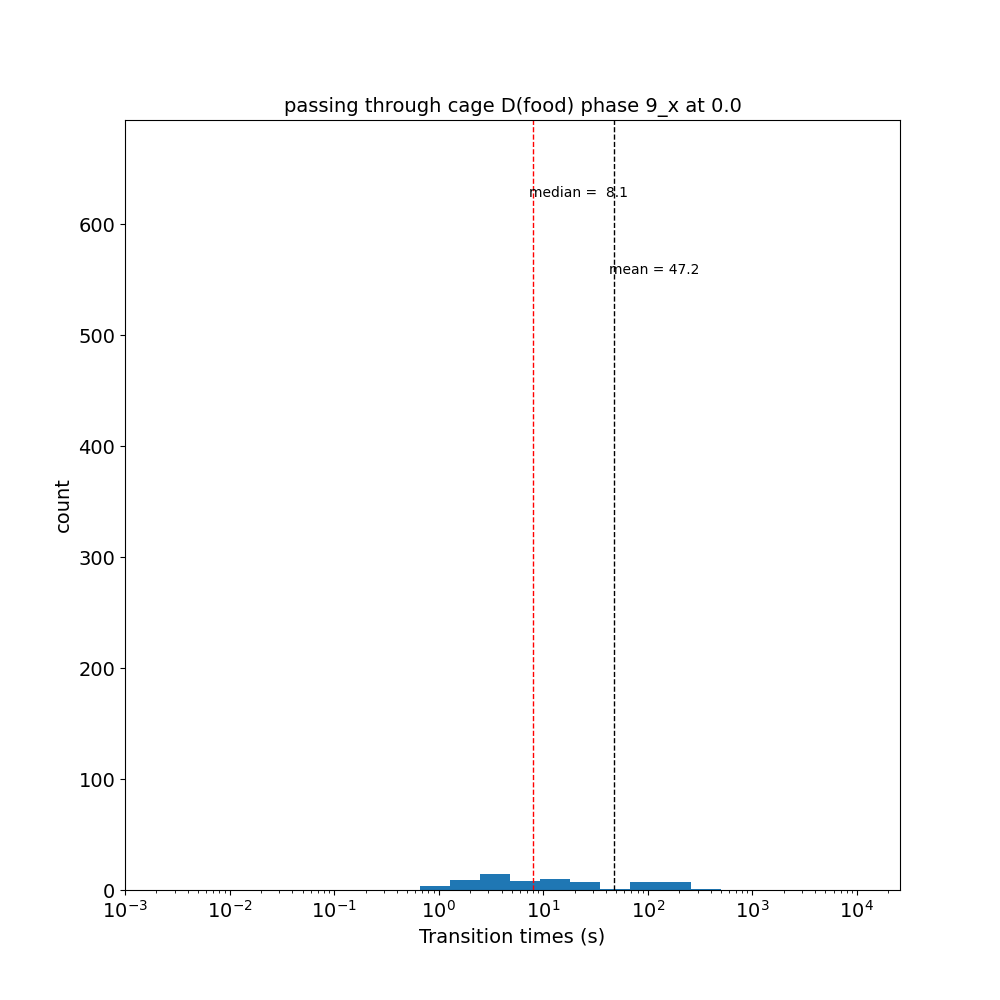 passing through cage D(food) phase 9_x at 0.0
median =  8.1
mean = 47.2
600
500
400
300
200
100
0
count
10⁻³ 10⁻² 10⁻¹ 10⁰ 10¹ 10² 10³ 10⁴
Transition times (s)